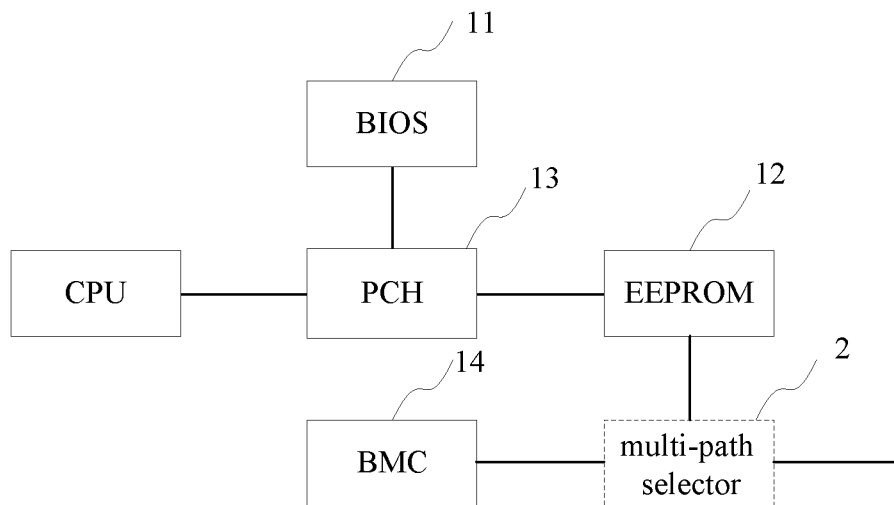 11
BIOS
13
12
CPU
PCH
EEPROM
14
2
BMC
multi-path
selector